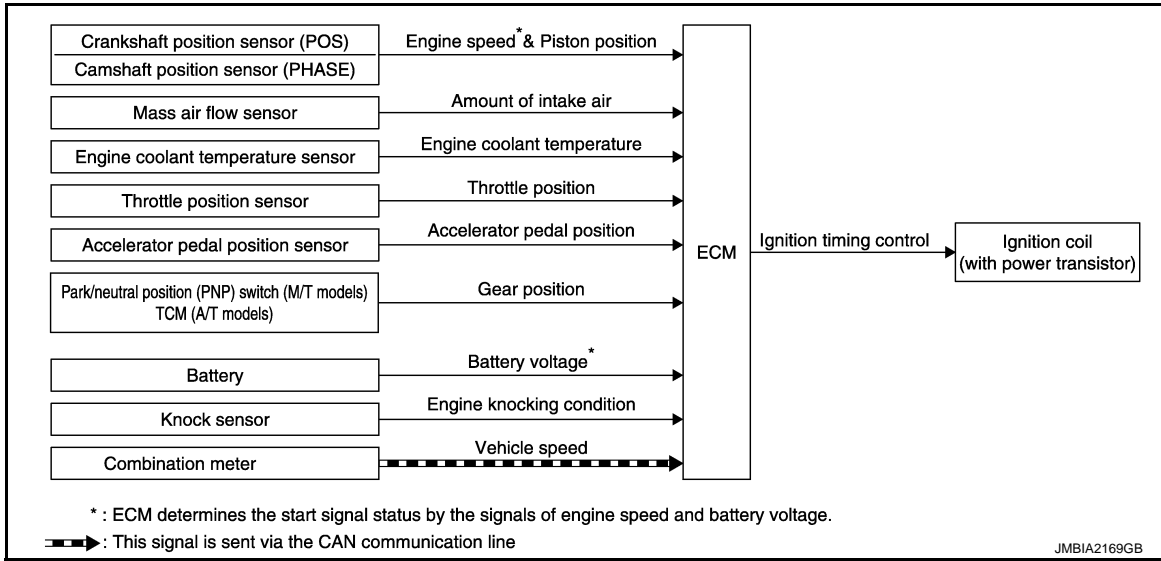 Crankshaft position sensor (POS)
Engine speed* & Piston position
Camshaft position sensor (PHASE)
Mass air flow sensor
Amount of intake air
Engine coolant temperature sensor
Engine coolant temperature
Throttle position sensor
Throttle position
Accelerator pedal position sensor
Accelerator pedal position
ECM
Ignition timing control
Ignition coil
(with power transistor)
Park/neutral position (PNP) switch (M/T models)
TCM (A/T models)
Gear position
Battery
Battery voltage*
Knock sensor
Engine knocking condition
Combination meter
Vehicle speed
* : ECM determines the start signal status by the signals of engine speed and battery voltage.
: This signal is sent via the CAN communication line
JMBIA2169GB